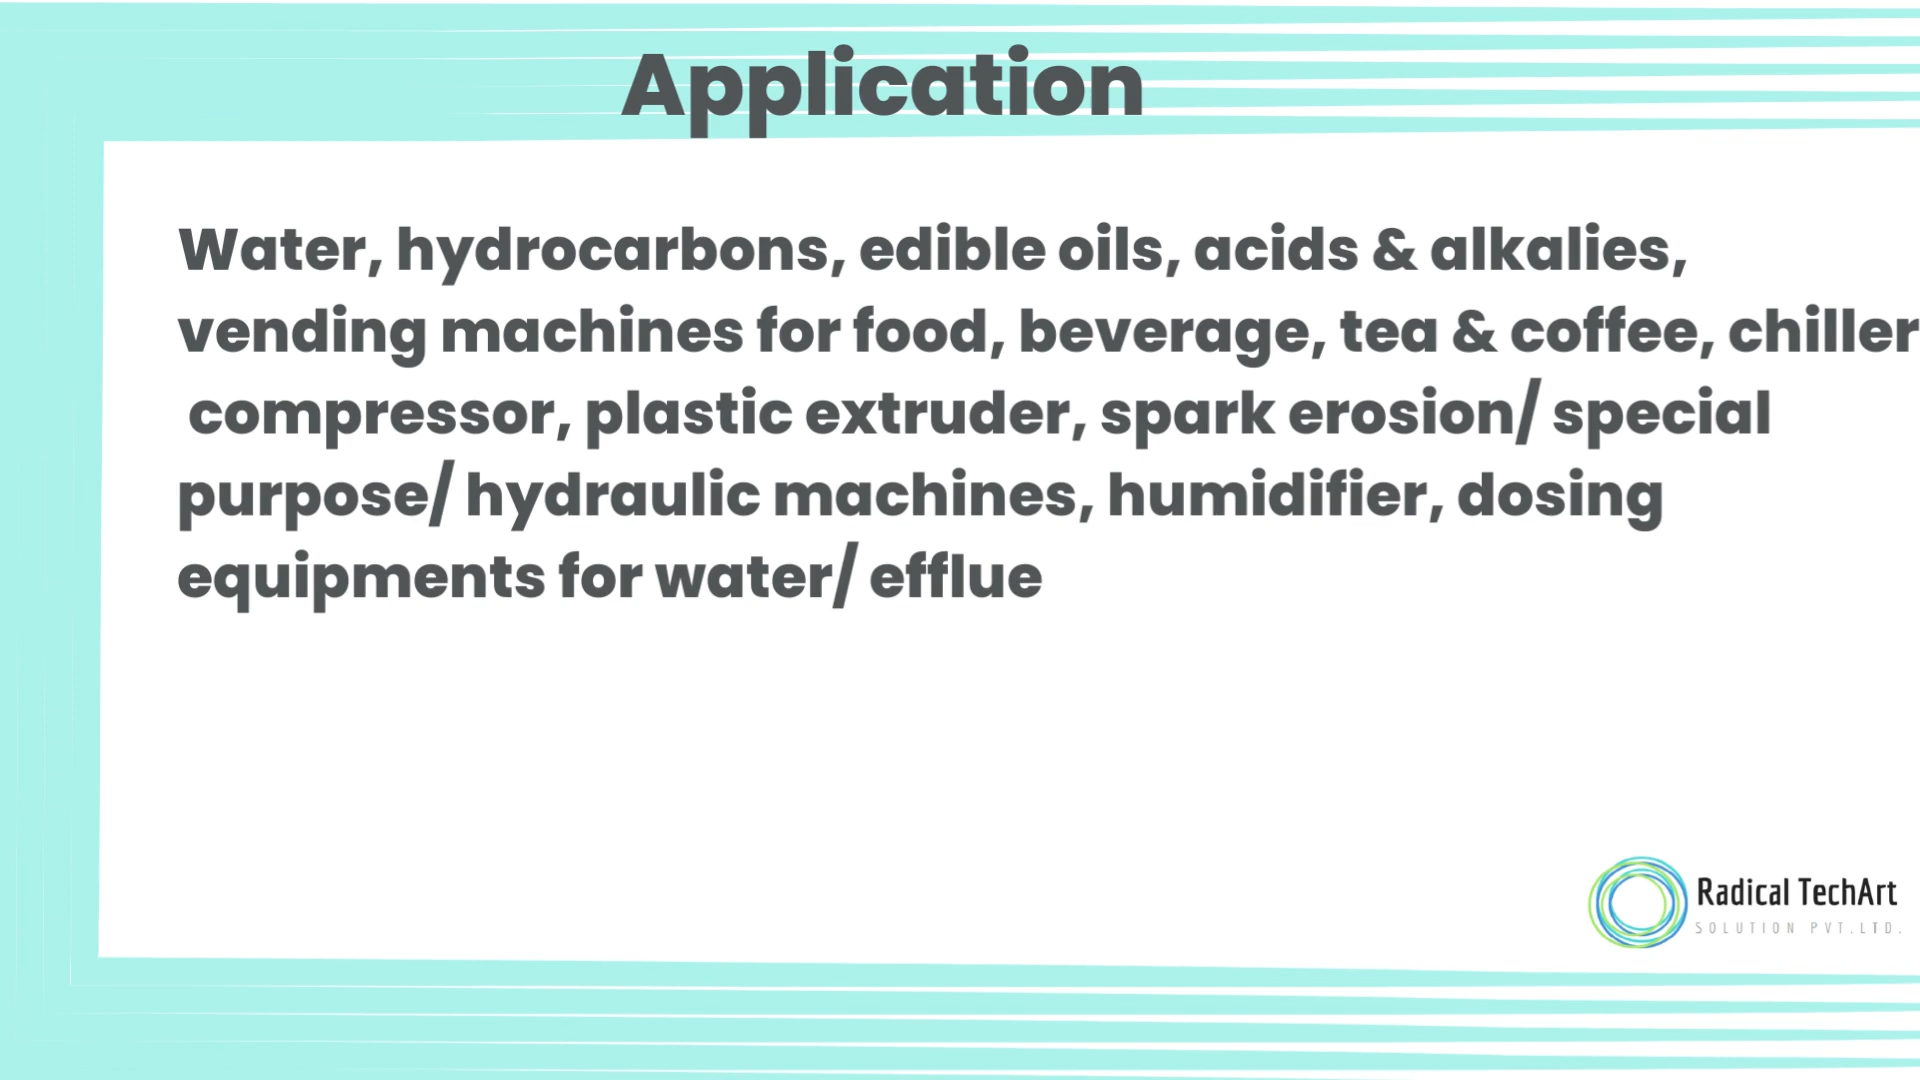 Application
Water, hydrocarbons, edible oils, acids & alkalies,
vending machines for food, beverage, tea & coffee, chiller
compressor, plastic extruder, spark erosion/ special
purpose/ hydraulic machines, humidifier, dosing
equipments for water/ efflue
Radical TechArt
SOLUTION PVT.LTD.